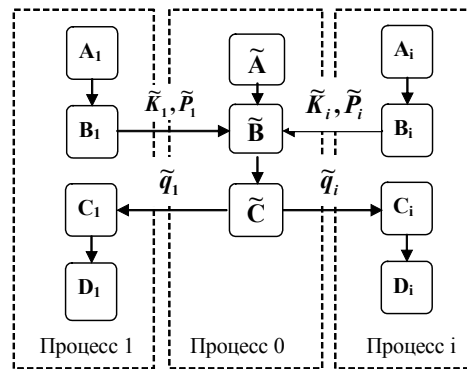 A₁ Ã Aᵢ
K̃₁, P̃₁ K̃ᵢ, P̃ᵢ
B₁ B̃ Bᵢ
q̃₁ q̃ᵢ
C₁ C̃ Cᵢ
D₁ Dᵢ
Процесс 1 Процесс 0 Процесс i